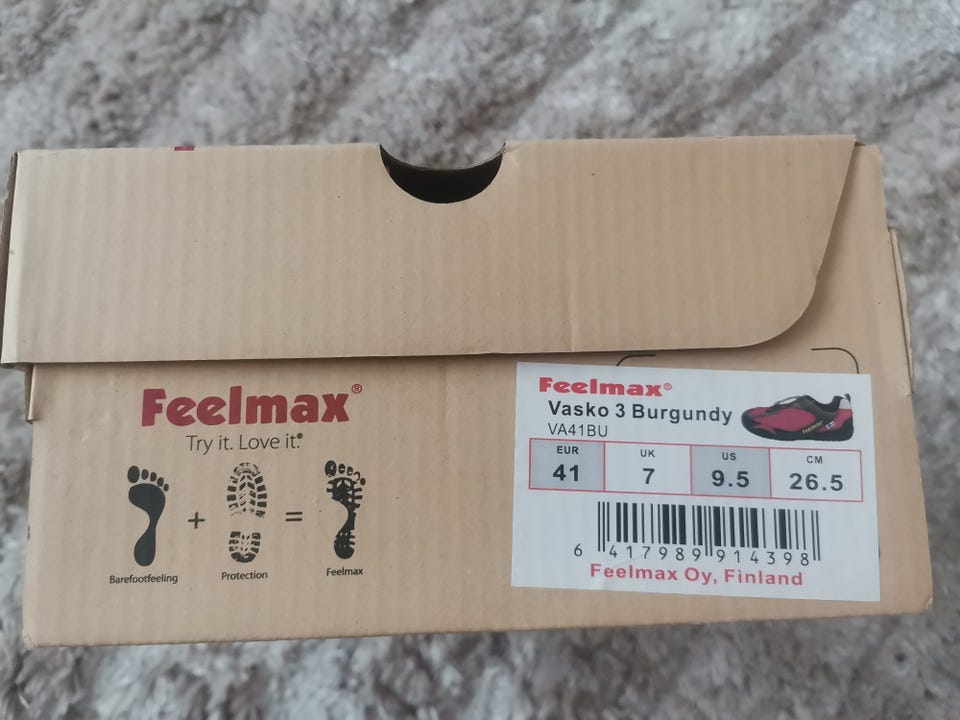 Feelmax®
Try it. Love it!®
+
=
Barefootfeeling
Protection
Feelmax
Feelmax®
Vasko 3 Burgundy
VA41BU
EUR UK US CM
41 7 9.5 26.5
6 417989 914398
Feelmax Oy, Finland